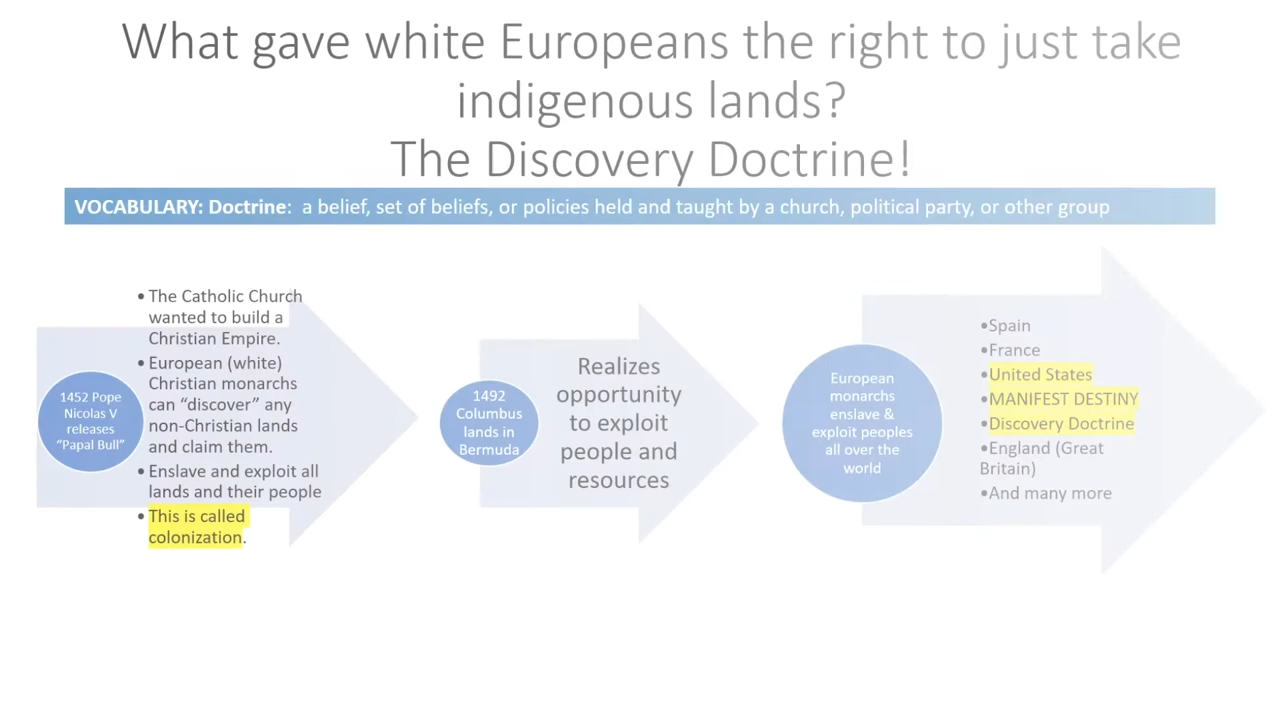 What gave white Europeans the right to just take
indigenous lands?
The Discovery Doctrine!
VOCABULARY: Doctrine: a belief, set of beliefs, or policies held and taught by a church, political party, or other group
1452 Pope
Nicolas V
releases
“Papal Bull”
•The Catholic Church
wanted to build a
Christian Empire.
•European (white)
Christian monarchs
can “discover” any
non-Christian lands
and claim them.
•Enslave and exploit all
lands and their people
•This is called
colonization.
1492
Columbus
lands in
Bermuda
Realizes
opportunity
to exploit
people and
resources
European
monarchs
enslave &
exploit peoples
all over the
world
•Spain
•France
•United States
•MANIFEST DESTINY
•Discovery Doctrine
•England (Great
Britain)
•And many more